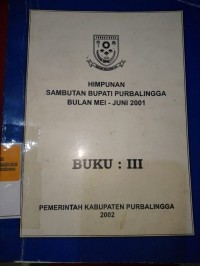 HIMPUNAN
SAMBUTAN BUPATI PURBALINGGA
BULAN MEI - JUNI 2001
BUKU : III
PEMERINTAH KABUPATEN PURBALINGGA
2002